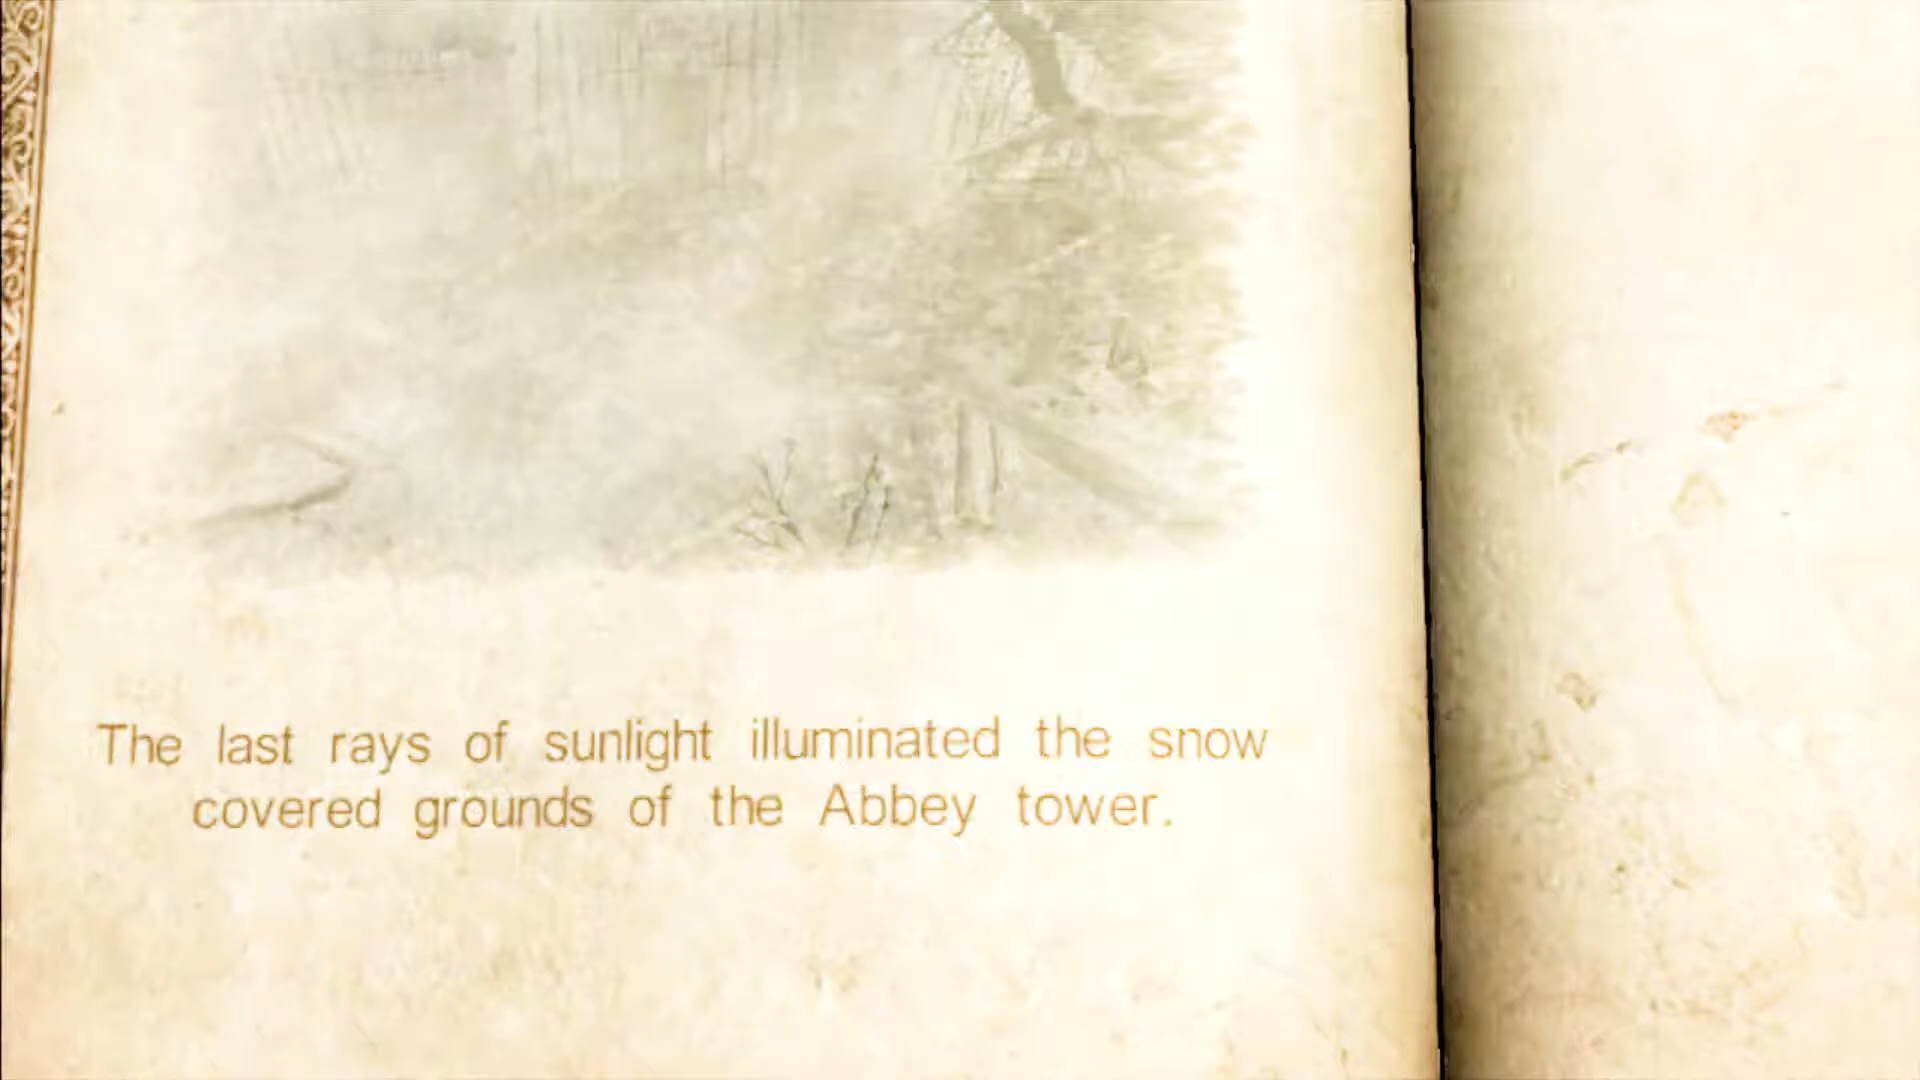 The last rays of sunlight illuminated the snow
covered grounds of the Abbey tower.